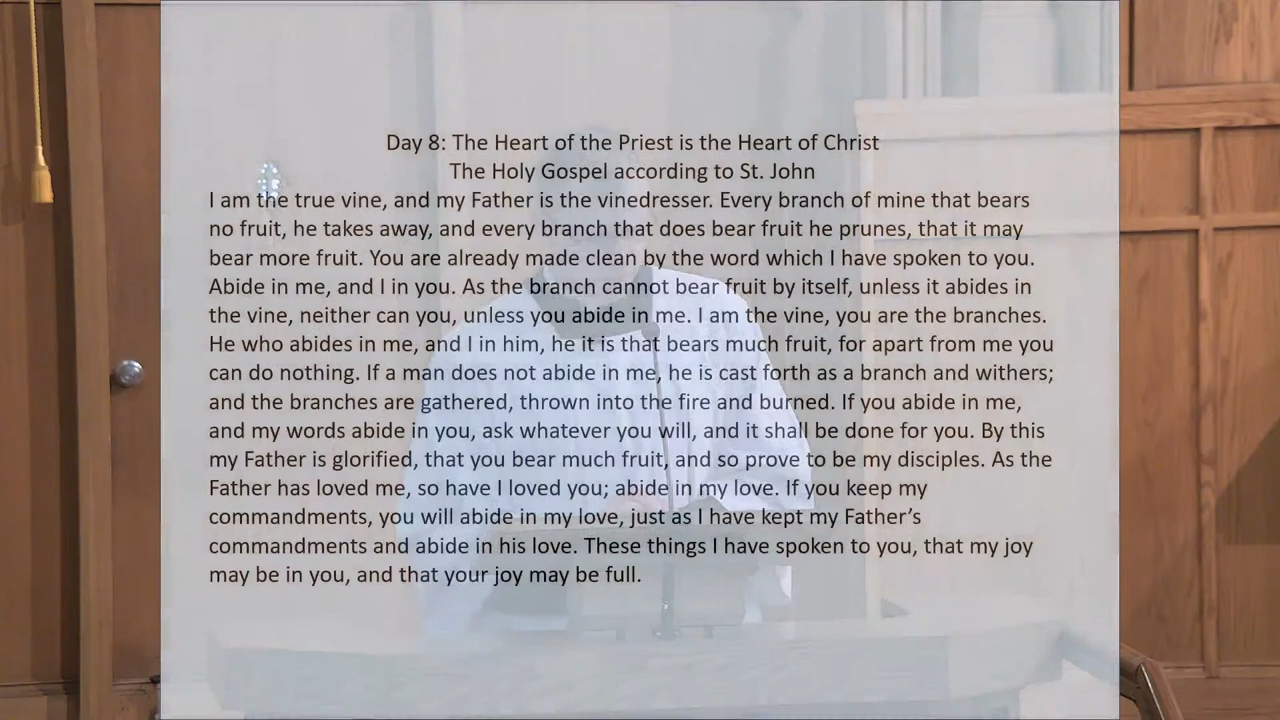 Day 8: The Heart of the Priest is the Heart of Christ
The Holy Gospel according to St. John
I am the true vine, and my Father is the vinedresser. Every branch of mine that bears
no fruit, he takes away, and every branch that does bear fruit he prunes, that it may
bear more fruit. You are already made clean by the word which I have spoken to you.
Abide in me, and I in you. As the branch cannot bear fruit by itself, unless it abides in
the vine, neither can you, unless you abide in me. I am the vine, you are the branches.
He who abides in me, and I in him, he it is that bears much fruit, for apart from me you
can do nothing. If a man does not abide in me, he is cast forth as a branch and withers;
and the branches are gathered, thrown into the fire and burned. If you abide in me,
and my words abide in you, ask whatever you will, and it shall be done for you. By this
my Father is glorified, that you bear much fruit, and so prove to be my disciples. As the
Father has loved me, so have I loved you; abide in my love. If you keep my
commandments, you will abide in my love, just as I have kept my Father’s
commandments and abide in his love. These things I have spoken to you, that my joy
may be in you, and that your joy may be full.